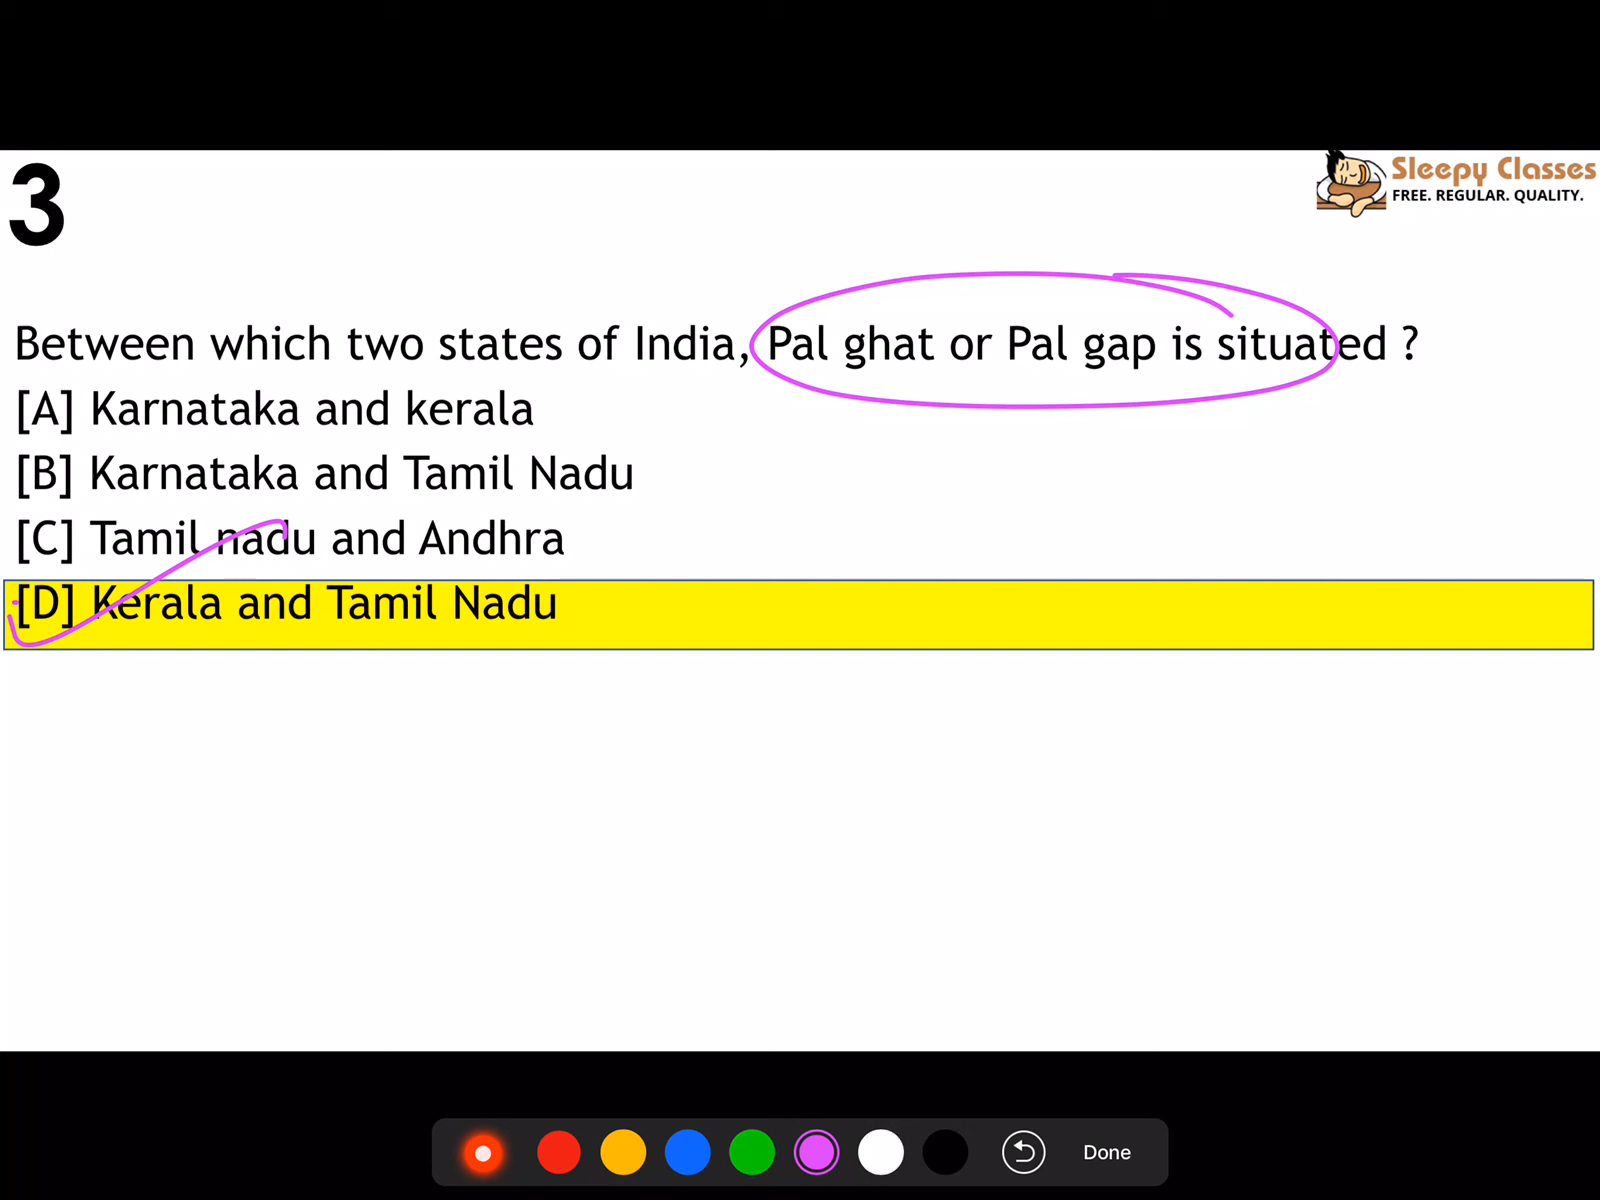 3
Sleepy Classes
FREE. REGULAR. QUALITY.
Between which two states of India, Pal ghat or Pal gap is situated ?
[A] Karnataka and kerala
[B] Karnataka and Tamil Nadu
[C] Tamil nadu and Andhra
[D] Kerala and Tamil Nadu
Done